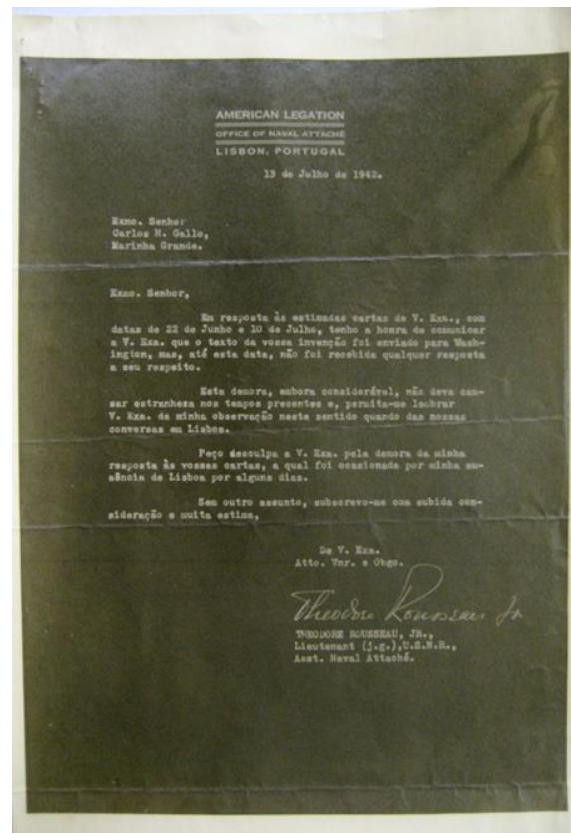 AMERICAN LEGATION
OFFICE OF NAVAL ATTACHÉ
LISBON, PORTUGAL
13 de Julho de 1942.
Exmo. Senhor
Carlos H. Gallo,
Marinha Grande.
Exmo. Senhor,
Em resposta às estimadas cartas de V. Exa., com
datas de 22 de Junho e 10 de Julho, tenho a honra de comunicar
a V. Exa. que o texto da vossa invenção foi enviado para Wash-
ington, mas, até esta data, não foi recebida qualquer resposta
a seu respeito.
Esta demora, embora considerável, não deve cau-
sar estranheza nos tempos presentes e, permita-me lembrar
V. Exa. da minha observação neste sentido quando das nossas
conversas em Lisboa.
Peço desculpa a V. Exa. pela demora da minha
resposta às vossas cartas, a qual foi ocasionada por minha au-
sência de Lisboa por alguns dias.
Sem outro assunto, subscrevo-me com subida con-
sideração e muita estima,
De V. Exa.
Atto. Vnr. e Obgo.
Theodore Rousseau Jr
THEODORE ROUSSEAU, JR.,
Lieutenant (j.g.),U.S.N.R.,
Asst. Naval Attaché.